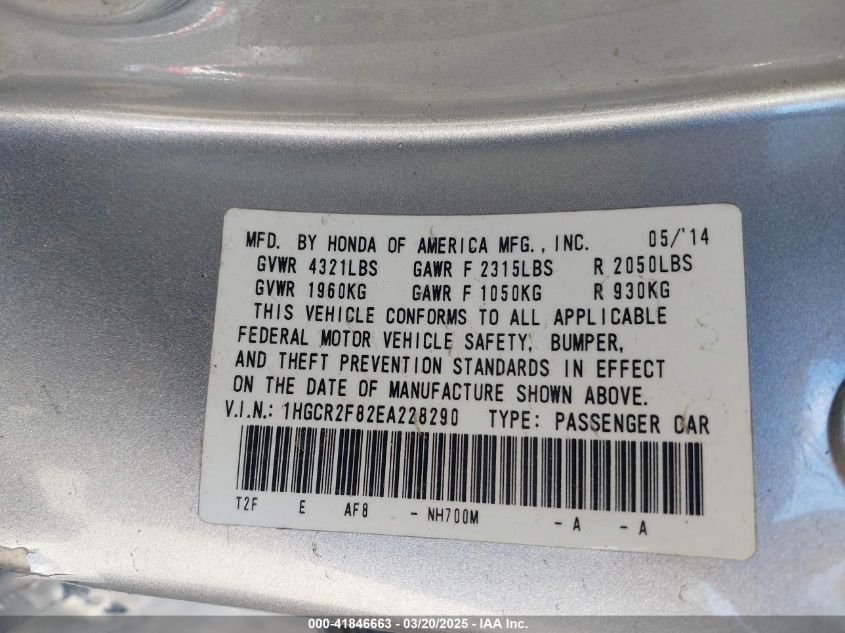 MFD. BY HONDA OF AMERICA MFG., INC. 05/'14
GVWR 4321LBS GAWR F 2315LBS R 2050LBS
GVWR 1960KG GAWR F 1050KG R 930KG
THIS VEHICLE CONFORMS TO ALL APPLICABLE
FEDERAL MOTOR VEHICLE SAFETY, BUMPER,
AND THEFT PREVENTION STANDARDS IN EFFECT
ON THE DATE OF MANUFACTURE SHOWN ABOVE.
V.I.N.: 1HGCR2F82EA228290 TYPE: PASSENGER CAR
T2F E AF8 - NH700M - A - A
000-41846663 - 03/20/2025 - IAA Inc.